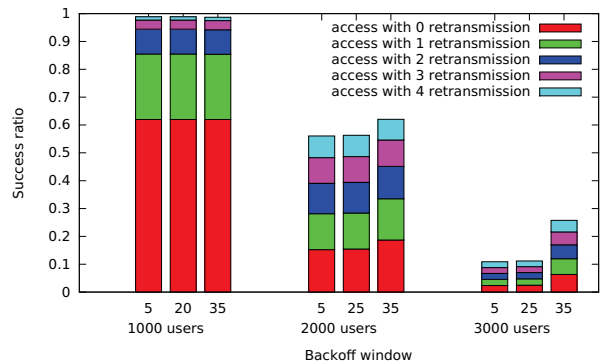 Success ratio
1
0.9
0.8
0.7
0.6
0.5
0.4
0.3
0.2
0.1
0
access with 0 retransmission
access with 1 retransmission
access with 2 retransmission
access with 3 retransmission
access with 4 retransmission
5 20 35 5 25 35 5 25 35
1000 users 2000 users 3000 users
Backoff window